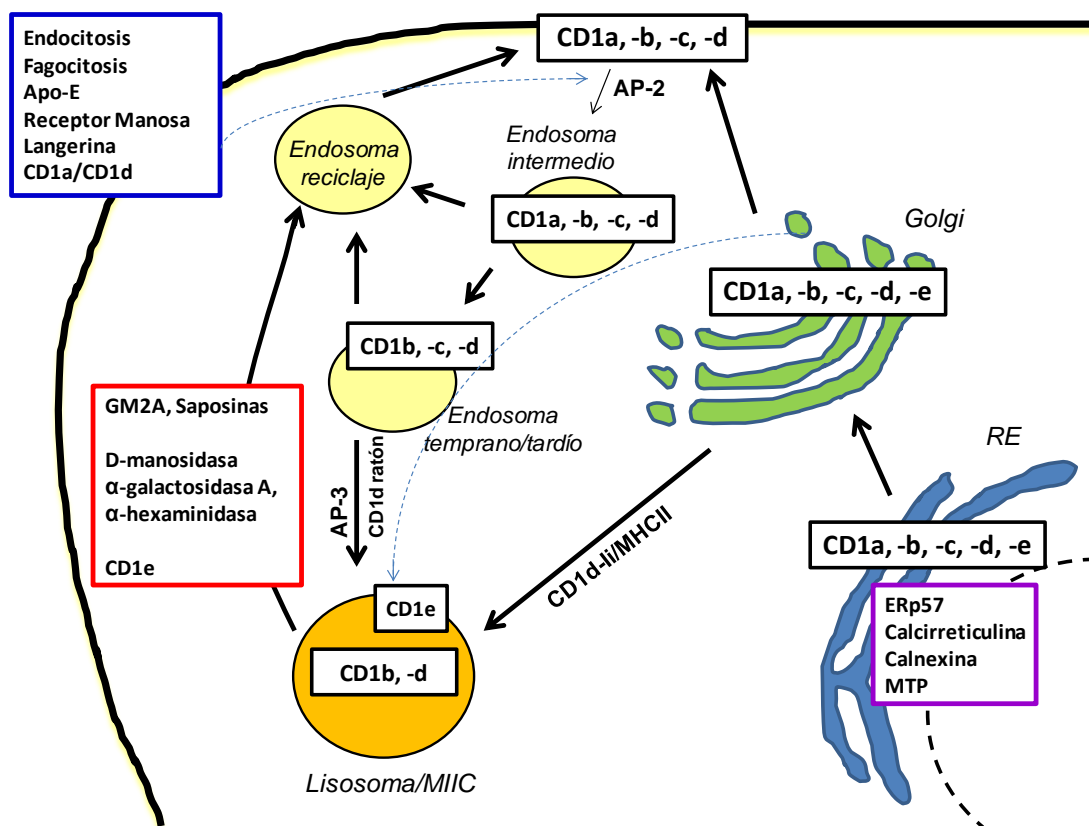 Endocitosis
Fagocitosis
Apo-E
Receptor Manosa
Langerina
CD1a/CD1d
CD1a, -b, -c, -d
AP-2
Endosoma
reciclaje
Endosoma
intermedio
CD1a, -b, -c, -d
Golgi
CD1a, -b, -c, -d, -e
CD1b, -c, -d
Endosoma
temprano/tardío
AP-3
CD1d ratón
GM2A, Saposinas
D-manosidasa
α-galactosidasa A,
α-hexaminidasa
CD1e
CD1d-Ii/MHCII
RE
CD1a, -b, -c, -d, -e
ERp57
Calcirreticulina
Calnexina
MTP
CD1e
CD1b, -d
Lisosoma/MIIC